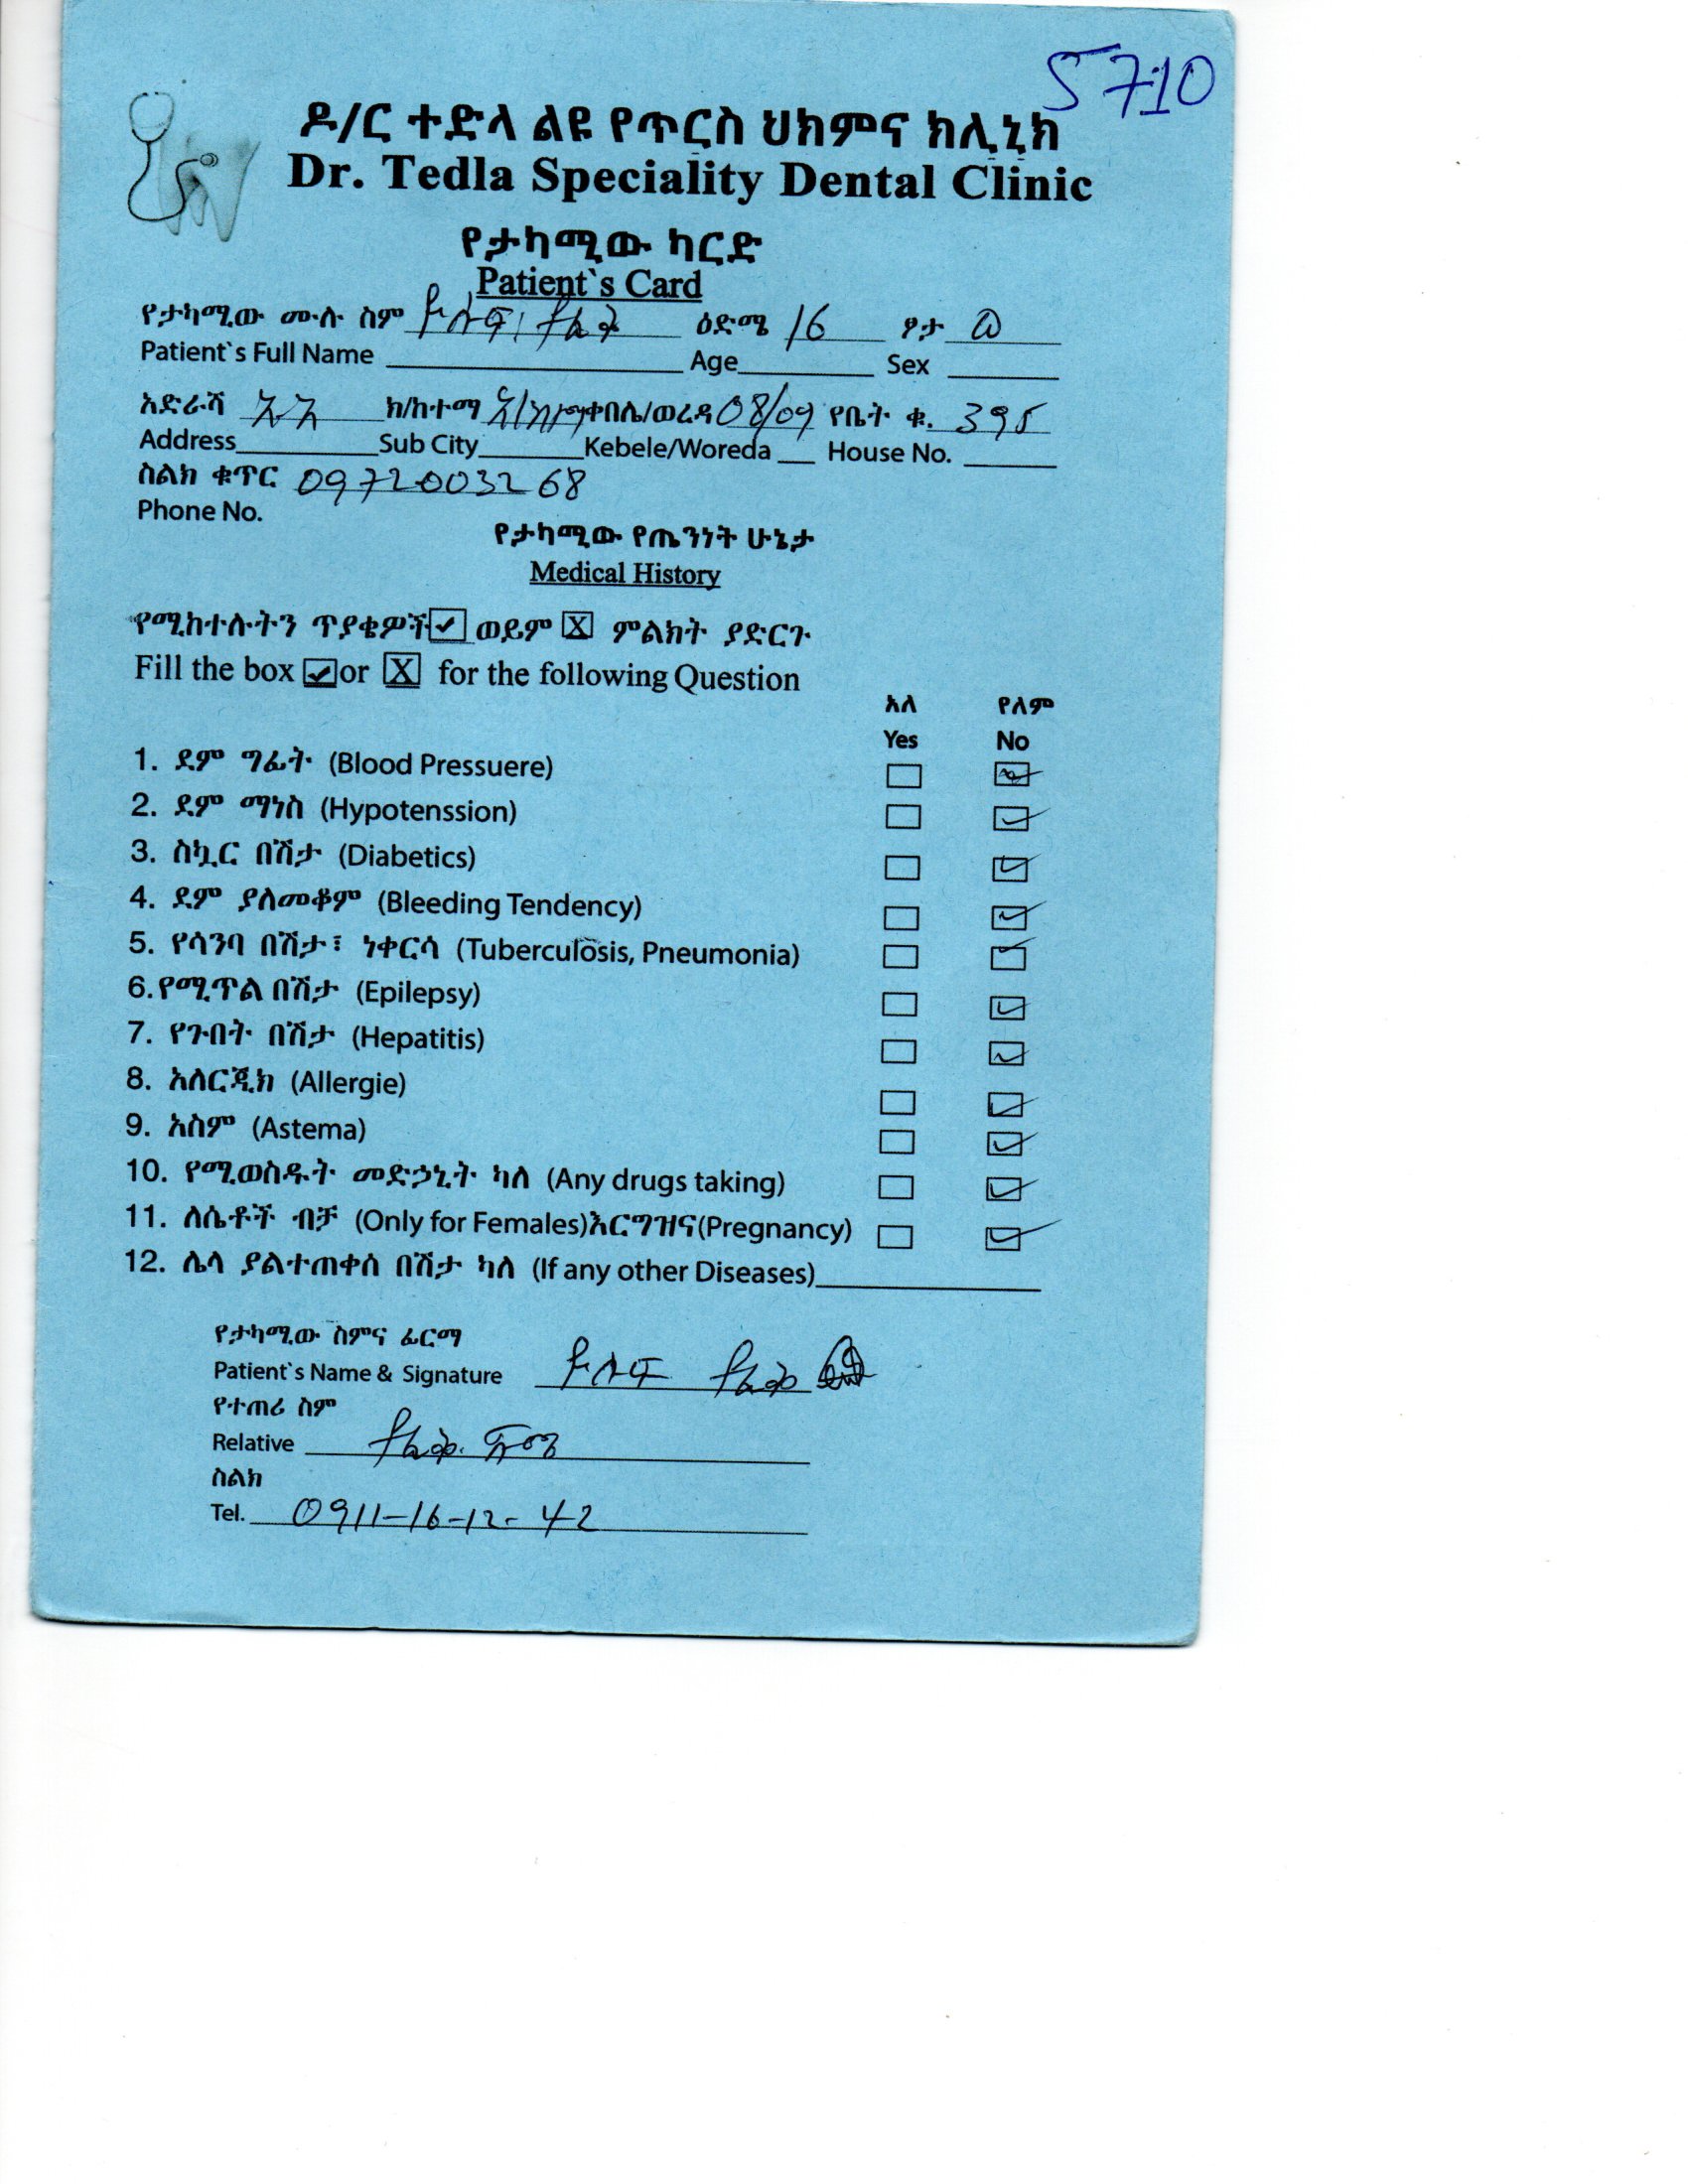 5710
ዶ/ር ተድላ ልዩ የጥርስ ህክምና ክሊኒክ
Dr. Tedla Speciality Dental Clinic
የታካሚው ካርድ
Patient`s Card
የታካሚው ሙሉ ስም ዕድሜ 16 ፆታ ወ
Patient`s Full Name Age Sex
አድራሻ አአ ክ/ከተማ ቀበሌ/ወረዳ 08/09 የቤት ቁ. 395
Address Sub City Kebele/Woreda House No.
ስልክ ቁጥር 0972003268
Phone No.
የታካሚው የጤንነት ሁኔታ
Medical History
የሚከተሉትን ጥያቄዎች ✓ ወይም X ምልክት ያድርጉ
Fill the box ✓ or X for the following Question
አለ የለም
Yes No
1. ደም ግፊት (Blood Pressuere)
2. ደም ማነስ (Hypotenssion)
3. ስኳር በሽታ (Diabetics)
4. ደም ያለመቆም (Bleeding Tendency)
5. የሳንባ በሽታ፣ ነቀርሳ (Tuberculosis, Pneumonia)
6.የሚጥል በሽታ (Epilepsy)
7. የጉበት በሽታ (Hepatitis)
8. አለርጂክ (Allergie)
9. አስም (Astema)
10. የሚወስዱት መድኃኒት ካለ (Any drugs taking)
11. ለሴቶች ብቻ (Only for Females)እርግዝና(Pregnancy)
12. ሌላ ያልተጠቀሰ በሽታ ካለ (If any other Diseases)
የታካሚው ስምና ፊርማ
Patient`s Name & Signature
የተጠሪ ስም
Relative
ስልክ
Tel. 0911-16-12-42